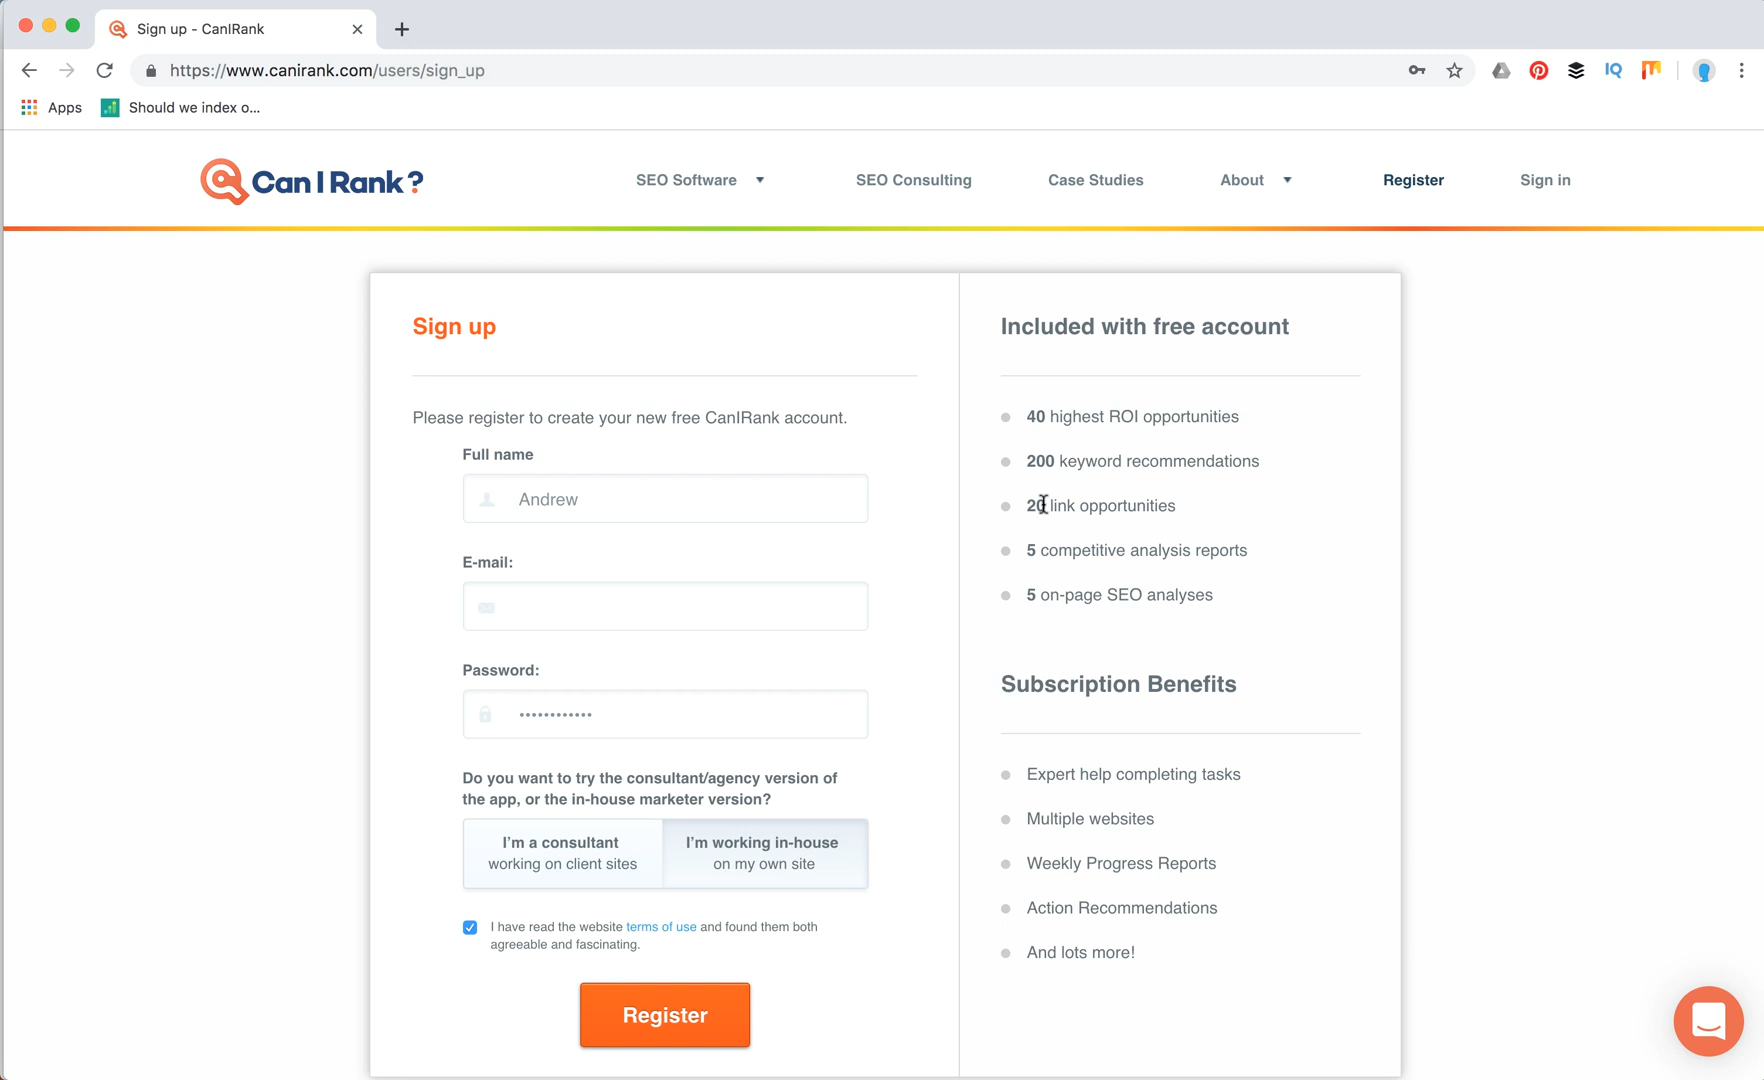 Sign up - CanIRank
https://www.canirank.com/users/sign_up
Apps
Should we index o...
Can I Rank?
SEO Software
SEO Consulting
Case Studies
About
Register
Sign in
Sign up
Please register to create your new free CanIRank account.
Full name
Andrew
E-mail:
Password:
••••••••••••
Do you want to try the consultant/agency version of
the app, or the in-house marketer version?
I'm a consultant
working on client sites
I'm working in-house
on my own site
I have read the website terms of use and found them both
agreeable and fascinating.
Register
Included with free account
40 highest ROI opportunities
200 keyword recommendations
20 link opportunities
5 competitive analysis reports
5 on-page SEO analyses
Subscription Benefits
Expert help completing tasks
Multiple websites
Weekly Progress Reports
Action Recommendations
And lots more!